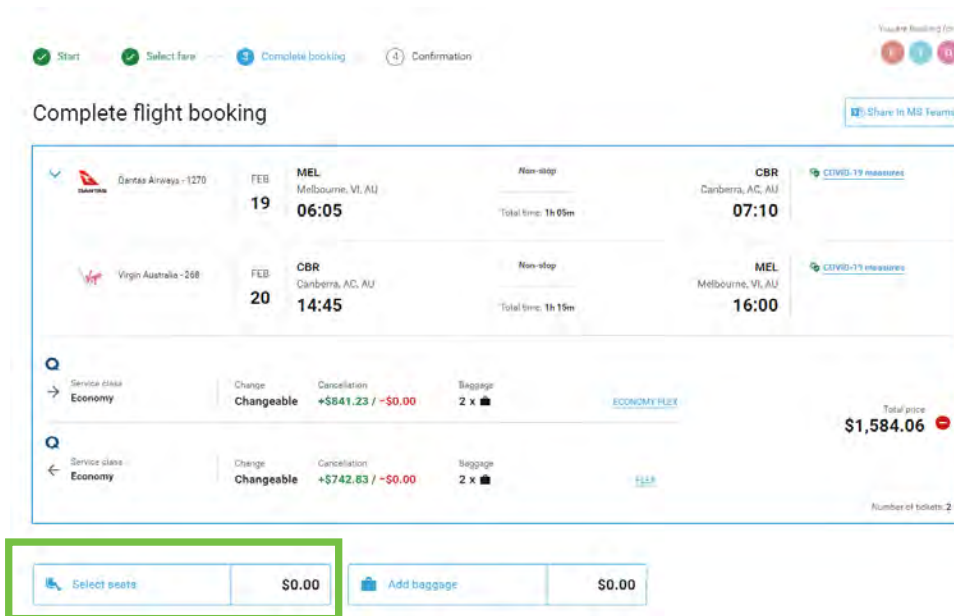 You are booking for
Start Select fare 3 Complete booking 4 Confirmation
Complete flight booking
Share in MS Teams
Qantas Airways - 1270 FEB 19 MEL Melbourne, VI, AU 06:05 Non-stop Total time: 1h 05m CBR Canberra, AC, AU 07:10 COVID-19 measures
QANTAS
Virgin Australia - 268 FEB 20 CBR Canberra, AC, AU 14:45 Non-stop Total time: 1h 15m MEL Melbourne, VI, AU 16:00 COVID-19 measures
Virgin
Q
Service class Change Cancellation Baggage
Economy Changeable +$841.23 / -$0.00 2 x ECONOMY FLEX
Total price
$1,584.06
Q
Service class Change Cancellation Baggage
Economy Changeable +$742.83 / -$0.00 2 x FLEX
Number of tickets: 2
Select seats $0.00 Add baggage $0.00